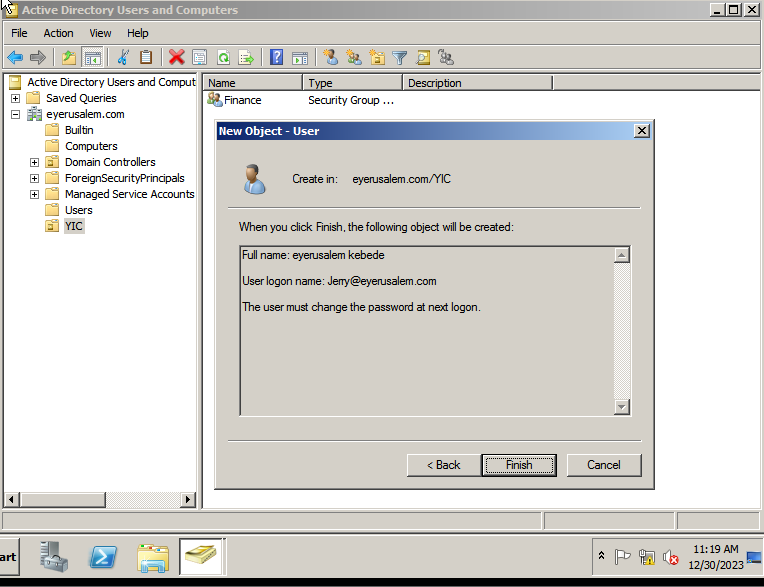 Active Directory Users and Computers
File Action View Help
Active Directory Users and Comput
Saved Queries
eyerusalem.com
Builtin
Computers
Domain Controllers
ForeignSecurityPrincipals
Managed Service Accounts
Users
YIC
Name Type Description
Finance Security Group ...
New Object - User
Create in: eyerusalem.com/YIC
When you click Finish, the following object will be created:
Full name: eyerusalem kebede
User logon name: Jerry@eyerusalem.com
The user must change the password at next logon.
< Back Finish Cancel
art
11:19 AM
12/30/2023